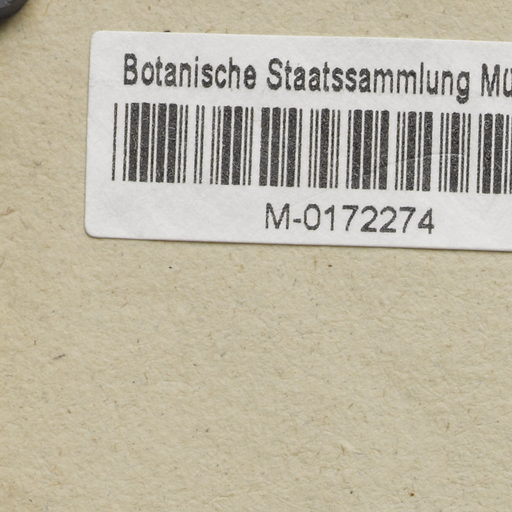 Botanische Staatssammlung Mü
M-0172274